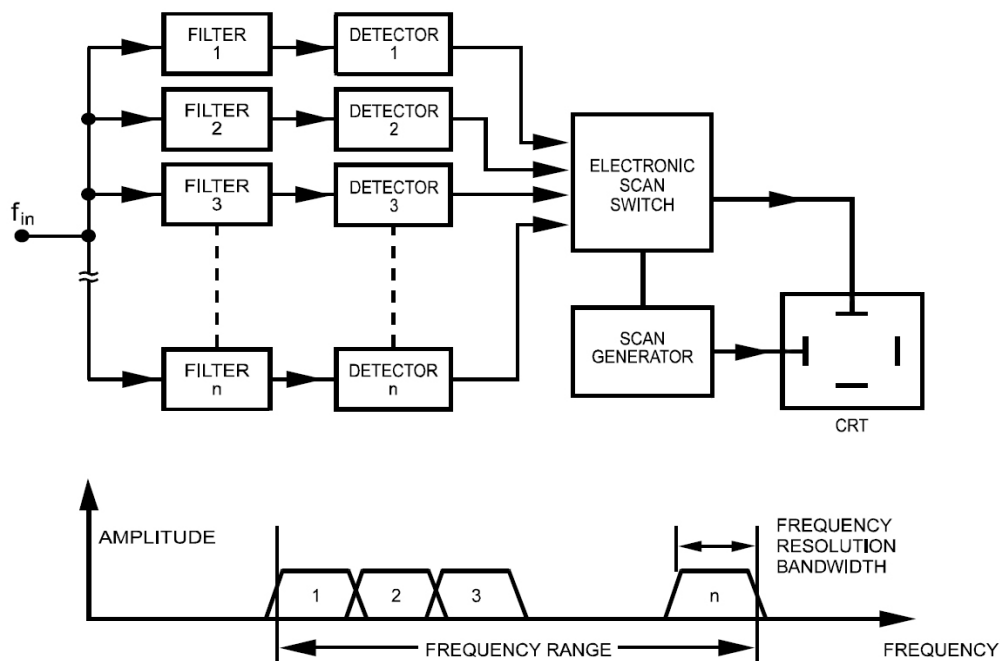 FILTER
1
DETECTOR
1
FILTER
2
DETECTOR
2
FILTER
3
DETECTOR
3
fin
ELECTRONIC
SCAN
SWITCH
SCAN
GENERATOR
FILTER
n
DETECTOR
n
CRT
AMPLITUDE
FREQUENCY
RESOLUTION
BANDWIDTH
1 2 3 n
FREQUENCY RANGE
FREQUENCY